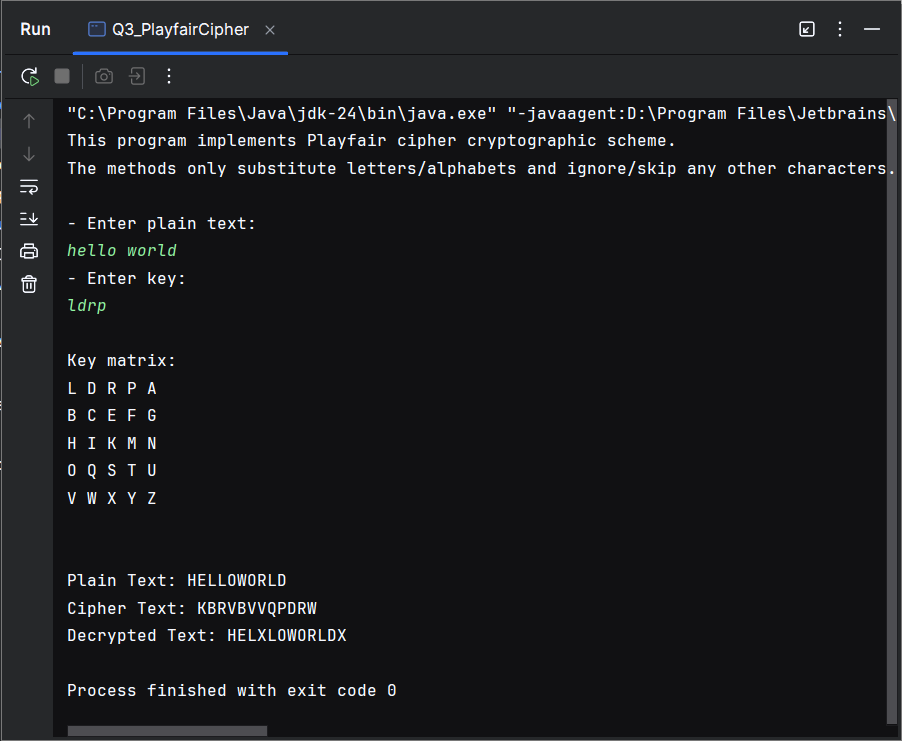 Run
Q3_PlayfairCipher
"C:\Program Files\Java\jdk-24\bin\java.exe" "-javaagent:D:\Program Files\Jetbrains\
This program implements Playfair cipher cryptographic scheme.
The methods only substitute letters/alphabets and ignore/skip any other characters.
- Enter plain text:
hello world
- Enter key:
ldrp
Key matrix:
L D R P A
B C E F G
H I K M N
O Q S T U
V W X Y Z
Plain Text: HELLOWORLD
Cipher Text: KBRVBVVQPDRW
Decrypted Text: HELXLOWORLDX
Process finished with exit code 0